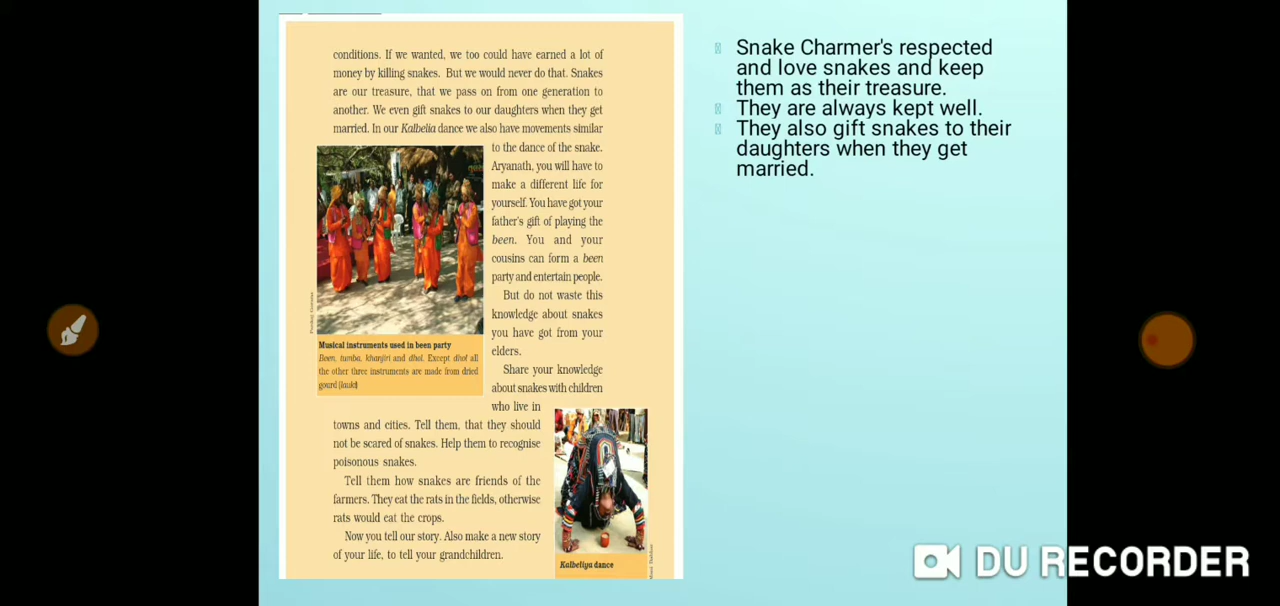 conditions. If we wanted, we too could have earned a lot of
money by killing snakes. But we would never do that. Snakes
are our treasure, that we pass on from one generation to
another. We even gift snakes to our daughters when they get
married. In our Kalbelia dance we also have movements similar
to the dance of the snake.
Aryanath, you will have to
make a different life for
yourself. You have got your
father's gift of playing the
been. You and your
cousins can form a been
party and entertain people.
But do not waste this
knowledge about snakes
you have got from your
elders.
Share your knowledge
about snakes with children
who live in
towns and cities. Tell them, that they should
not be scared of snakes. Help them to recognise
poisonous snakes.
Tell them how snakes are friends of the
farmers. They eat the rats in the fields, otherwise
rats would eat the crops.
Now you tell our story. Also make a new story
of your life, to tell your grandchildren.
Musical instruments used in been party
Been, tumba, khanjiri and dhol. Except dhol all
the other three instruments are made from dried
gourd (lauki)
Kalbeliya dance
Snake Charmer's respected
and love snakes and keep
them as their treasure.
They are always kept well.
They also gift snakes to their
daughters when they get
married.
DU RECORDER